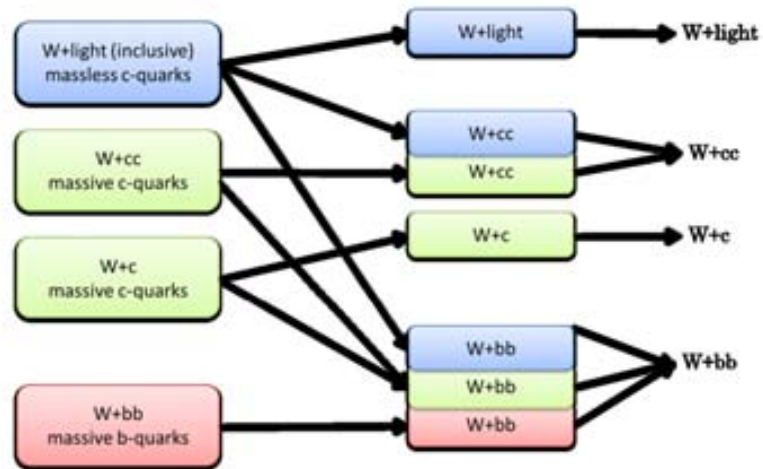 W+light (inclusive)
massless c-quarks
W+cc
massive c-quarks
W+c
massive c-quarks
W+bb
massive b-quarks
W+light
W+cc
W+cc
W+c
W+bb
W+bb
W+bb
W+light
W+cc
W+c
W+bb